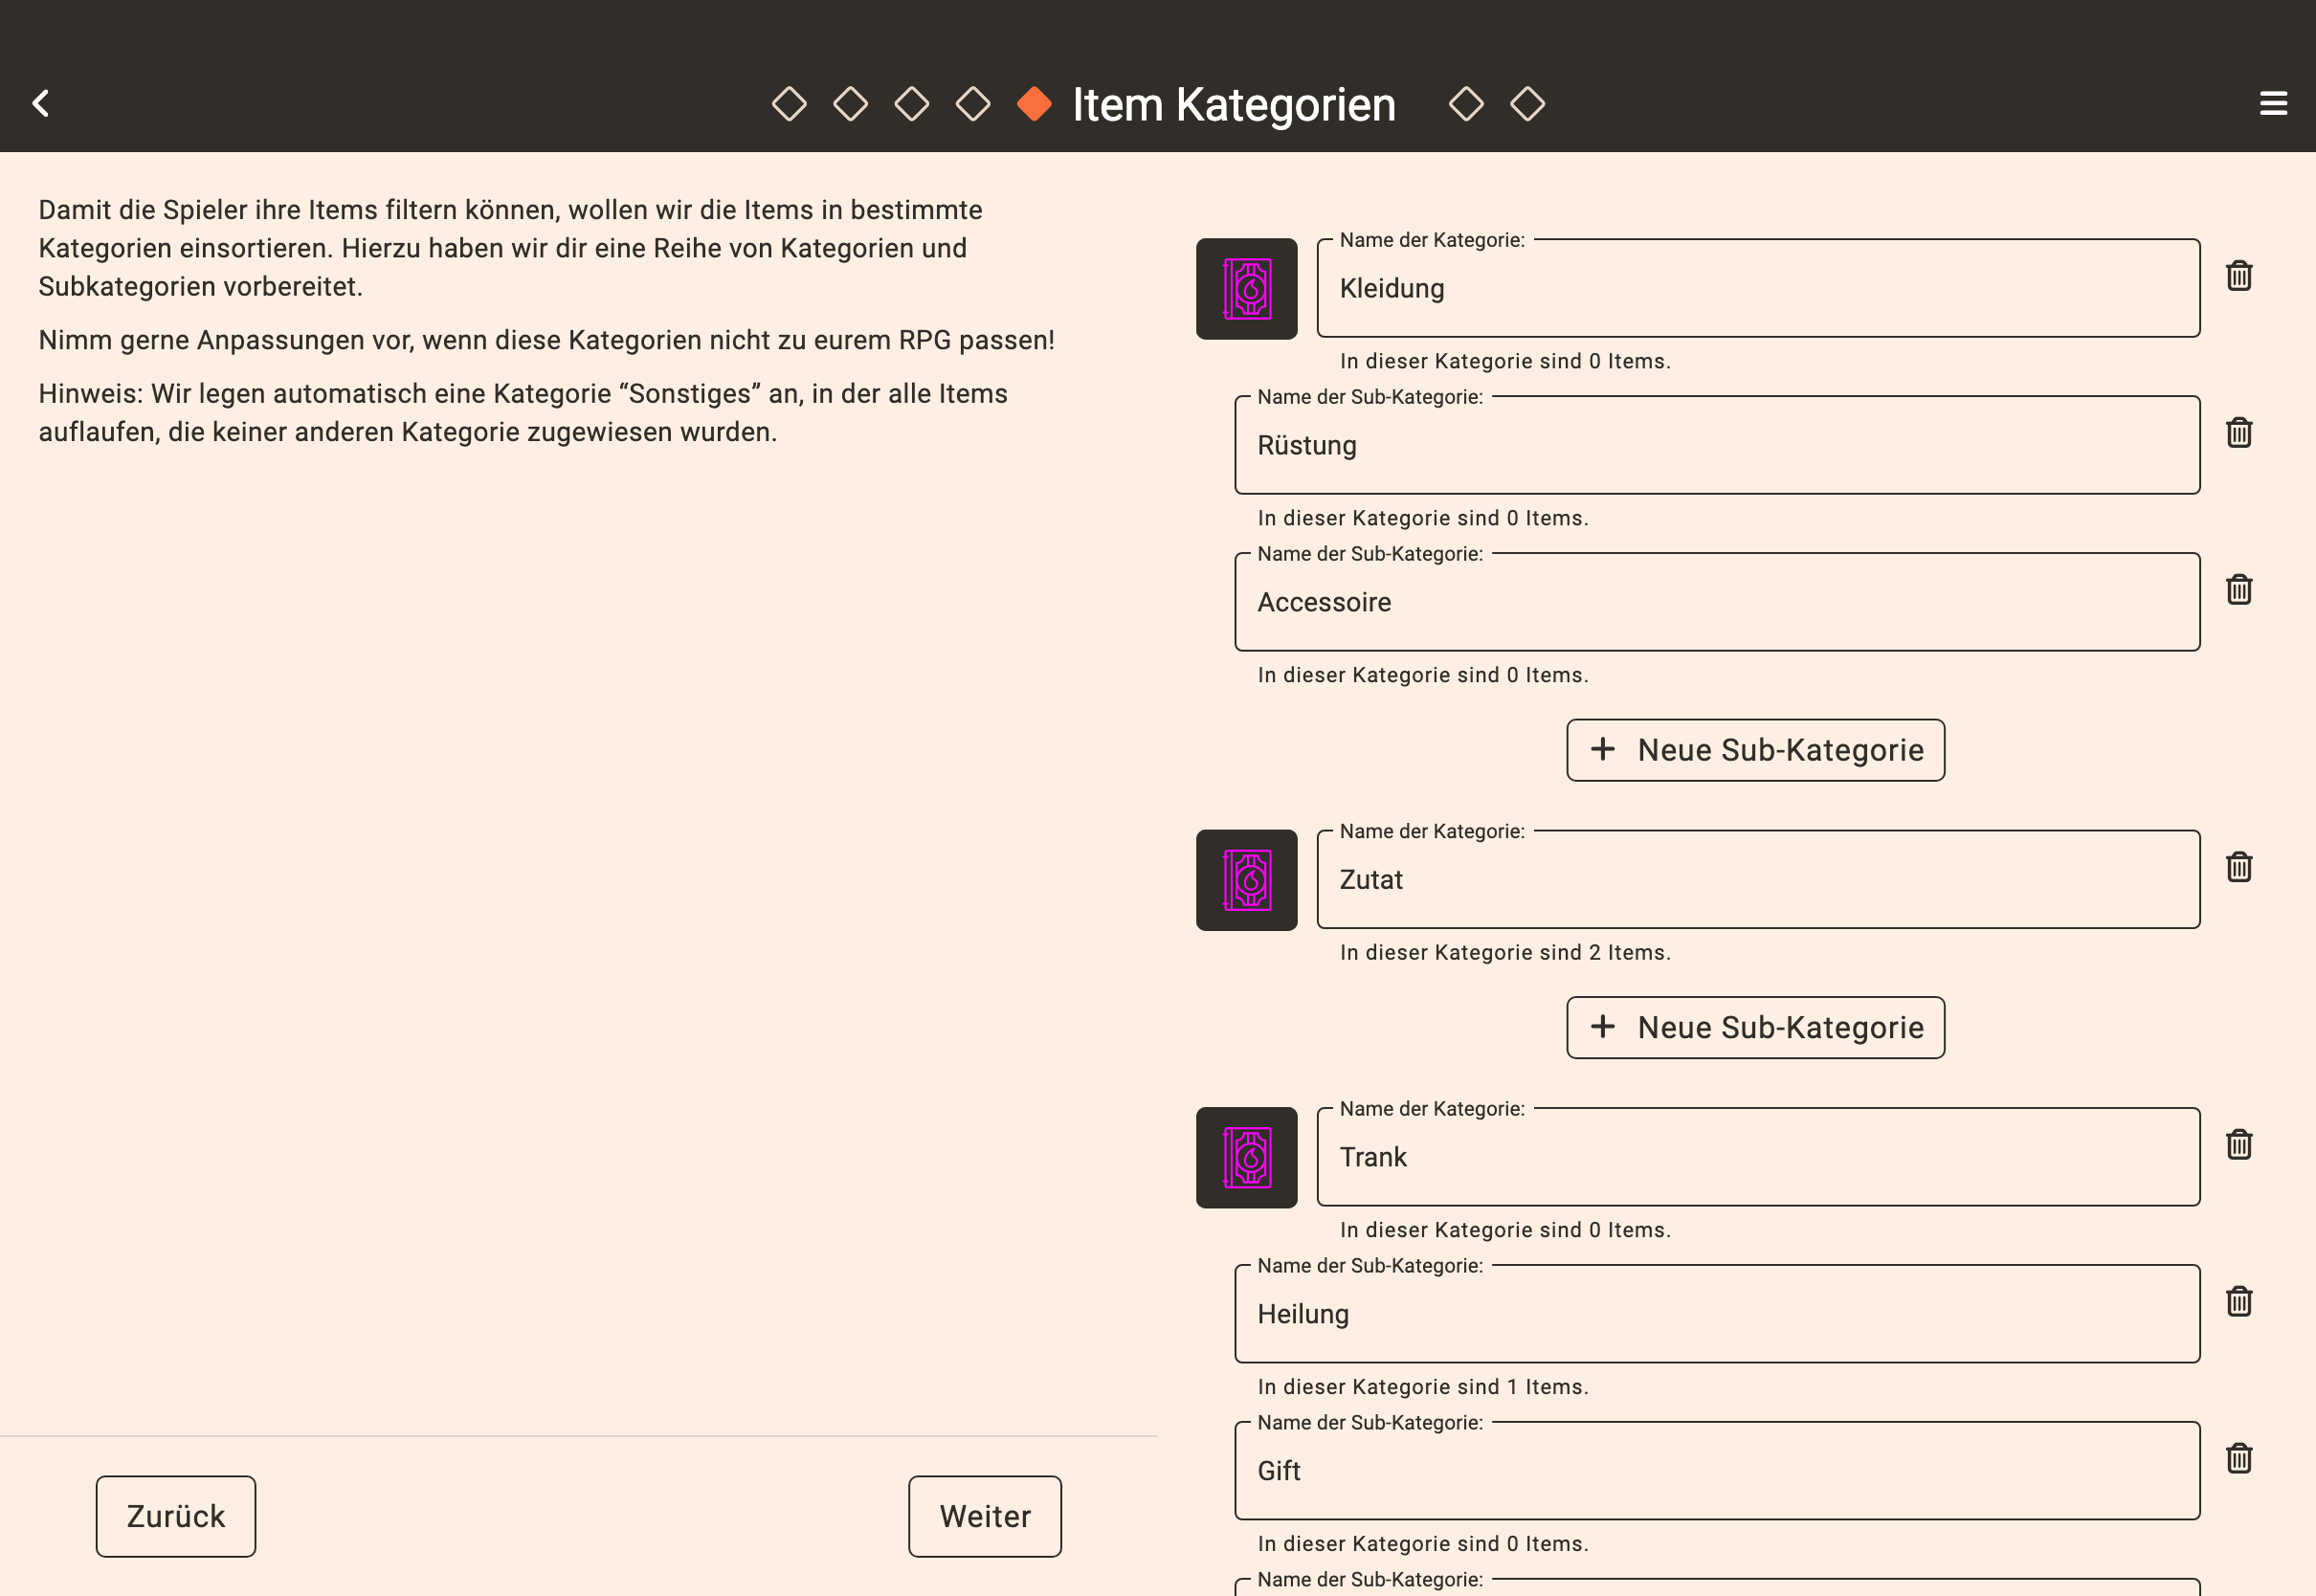 Item Kategorien
Damit die Spieler ihre Items filtern können, wollen wir die Items in bestimmte
Kategorien einsortieren. Hierzu haben wir dir eine Reihe von Kategorien und
Subkategorien vorbereitet.
Nimm gerne Anpassungen vor, wenn diese Kategorien nicht zu eurem RPG passen!
Hinweis: Wir legen automatisch eine Kategorie “Sonstiges” an, in der alle Items
auflaufen, die keiner anderen Kategorie zugewiesen wurden.
Zurück
Weiter
Name der Kategorie:
Kleidung
In dieser Kategorie sind 0 Items.
Name der Sub-Kategorie:
Rüstung
In dieser Kategorie sind 0 Items.
Name der Sub-Kategorie:
Accessoire
In dieser Kategorie sind 0 Items.
+ Neue Sub-Kategorie
Name der Kategorie:
Zutat
In dieser Kategorie sind 2 Items.
+ Neue Sub-Kategorie
Name der Kategorie:
Trank
In dieser Kategorie sind 0 Items.
Name der Sub-Kategorie:
Heilung
In dieser Kategorie sind 1 Items.
Name der Sub-Kategorie:
Gift
In dieser Kategorie sind 0 Items.
Name der Sub-Kategorie: